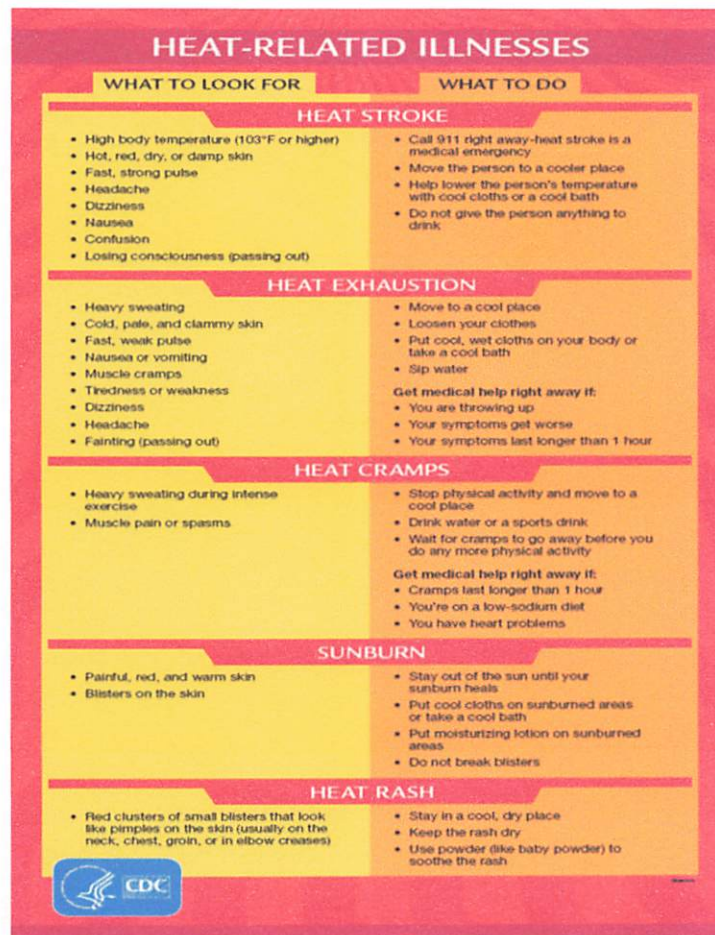 HEAT-RELATED ILLNESSES
WHAT TO LOOK FOR
WHAT TO DO
HEAT STROKE
• High body temperature (103°F or higher)
• Hot, red, dry, or damp skin
• Fast, strong pulse
• Headache
• Dizziness
• Nausea
• Confusion
• Losing consciousness (passing out)
• Call 911 right away-heat stroke is a
medical emergency
• Move the person to a cooler place
• Help lower the person's temperature
with cool cloths or a cool bath
• Do not give the person anything to
drink
HEAT EXHAUSTION
• Heavy sweating
• Cold, pale, and clammy skin
• Fast, weak pulse
• Nausea or vomiting
• Muscle cramps
• Tiredness or weakness
• Dizziness
• Headache
• Fainting (passing out)
• Move to a cool place
• Loosen your clothes
• Put cool, wet cloths on your body or
take a cool bath
• Sip water
Get medical help right away if:
• You are throwing up
• Your symptoms get worse
• Your symptoms last longer than 1 hour
HEAT CRAMPS
• Heavy sweating during intense
exercise
• Muscle pain or spasms
• Stop physical activity and move to a
cool place
• Drink water or a sports drink
• Wait for cramps to go away before you
do any more physical activity
Get medical help right away if:
• Cramps last longer than 1 hour
• You're on a low-sodium diet
• You have heart problems
SUNBURN
• Painful, red, and warm skin
• Blisters on the skin
• Stay out of the sun until your
sunburn heals
• Put cool cloths on sunburned areas
or take a cool bath
• Put moisturizing lotion on sunburned
areas
• Do not break blisters
HEAT RASH
• Red clusters of small blisters that look
like pimples on the skin (usually on the
neck, chest, groin, or in elbow creases)
• Stay in a cool, dry place
• Keep the rash dry
• Use powder (like baby powder) to
soothe the rash
CDC